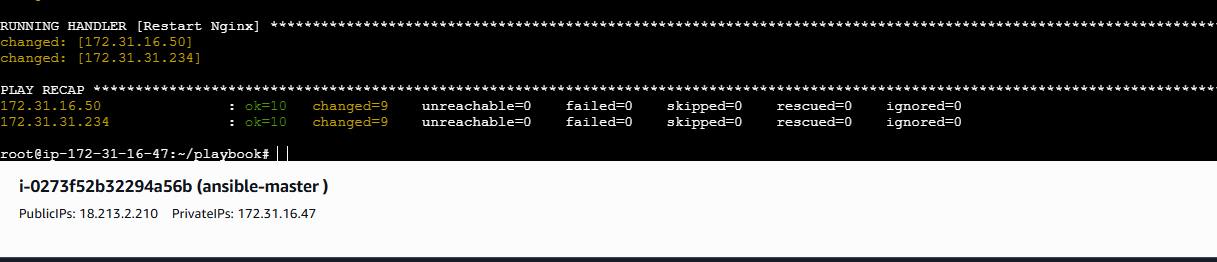 RUNNING HANDLER [Restart Nginx] ****************************************************************************************************************
changed: [172.31.16.50]
changed: [172.31.31.234]
PLAY RECAP *************************************************************************************************************************************
172.31.16.50 : ok=10 changed=9 unreachable=0 failed=0 skipped=0 rescued=0 ignored=0
172.31.31.234 : ok=10 changed=9 unreachable=0 failed=0 skipped=0 rescued=0 ignored=0
root@ip-172-31-16-47:~/playbook#
i-0273f52b32294a56b (ansible-master )
PublicIPs: 18.213.2.210 PrivateIPs: 172.31.16.47